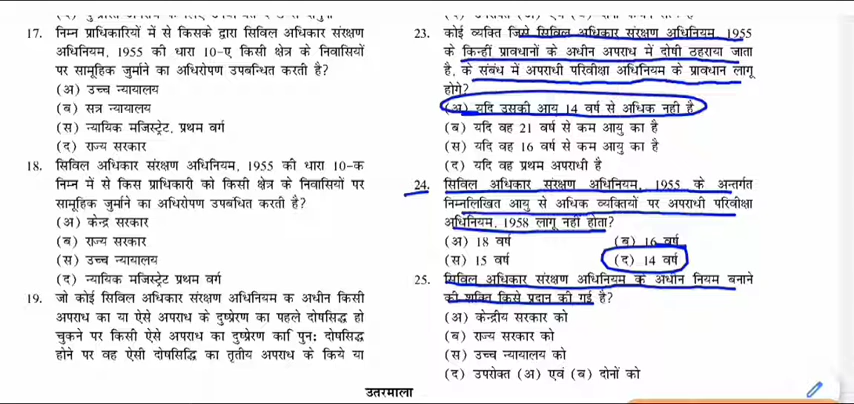 17. निम्न प्राधिकारियों में से किसके द्वारा सिविल अधिकार संरक्षण
अधिनियम, 1955 की धारा 10-ए किसी क्षेत्र के निवासियों
पर सामूहिक जुर्माने का अधिरोपण उपबन्धित करती है?
(अ) उच्च न्यायालय
(ब) सत्र न्यायालय
(स) न्यायिक मजिस्ट्रेट, प्रथम वर्ग
(द) राज्य सरकार
18. सिविल अधिकार संरक्षण अधिनियम, 1955 की धारा 10-क
निम्न में से किस प्राधिकारी को किसी क्षेत्र के निवासियों पर
सामूहिक जुर्माने का अधिरोपण उपबंधित करती है?
(अ) केन्द्र सरकार
(ब) राज्य सरकार
(स) उच्च न्यायालय
(द) न्यायिक मजिस्ट्रेट प्रथम वर्ग
19. जो कोई सिविल अधिकार संरक्षण अधिनियम क अधीन किसी
अपराध का या ऐसे अपराध के दुष्प्रेरण का पहले दोषसिद्ध हो
चुकने पर किसी ऐसे अपराध का दुष्प्रेरण का पुन: दोषसिद्ध
होने पर वह ऐसी दोषसिद्धि का तृतीय अपराध के किये या
23. कोई व्यक्ति जिसे सिविल अधिकार संरक्षण अधिनियम, 1955
के किन्हीं प्रावधानों के अधीन अपराध में दोषी ठहराया जाता
है, के संबंध में अपराधी परिवीक्षा अधिनियम के प्रावधान लागू
होगे?
(अ) यदि उसकी आयु 14 वर्ष से अधिक नही है
(ब) यदि वह 21 वर्ष से कम आयु का है
(स) यदि वह 16 वर्ष से कम आयु का है
(द) यदि वह प्रथम अपराधी है
24. सिविल अधिकार संरक्षण अधिनियम, 1955 के अन्तर्गत
निम्नलिखित आयु से अधिक व्यक्तियों पर अपराधी परिवीक्षा
अधिनियम, 1958 लागू नहीं होता?
(अ) 18 वर्ष (ब) 16 वर्ष
(स) 15 वर्ष (द) 14 वर्ष
25. सिविल अधिकार संरक्षण अधिनियम के अधीन नियम बनाने
की शक्ति किसे प्रदान की गई है?
(अ) केन्द्रीय सरकार को
(ब) राज्य सरकार को
(स) उच्च न्यायालय को
(द) उपरोक्त (अ) एवं (ब) दोनों को
उतरमाला